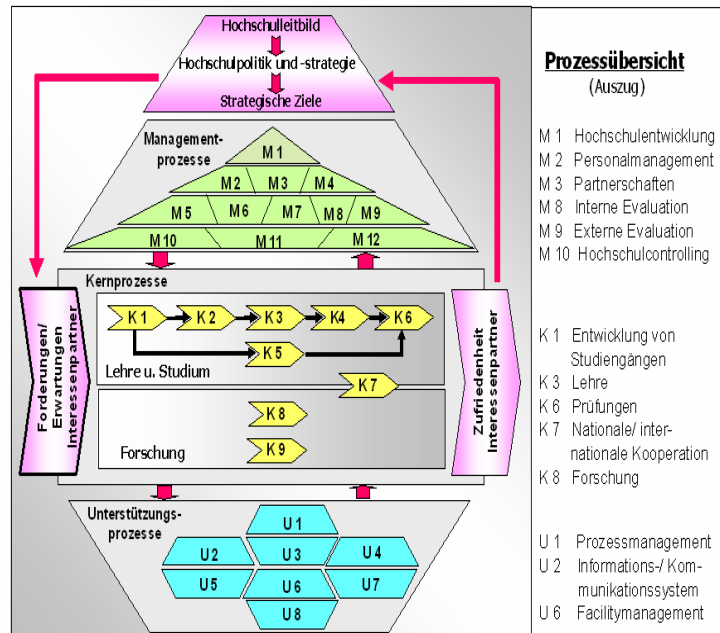 Hochschulleitbild
Hochschulpolitik und -strategie
Strategische Ziele
Management-
prozesse
M 1
M 2 M 3 M 4
M 5 M 6 M 7 M 8 M 9
M 10 M 11 M 12
Forderungen/
Erwartungen
Interessenpartner
Kernprozesse
K 1 K 2 K 3 K 4 K 6
K 5
Lehre u. Studium
K 7
K 8
K 9
Forschung
Zufriedenheit
Interessenpartner
Unterstützungs-
prozesse
U 1
U 2 U 3 U 4
U 5 U 6 U 7
U 8
Prozessübersicht
(Auszug)
M 1 Hochschulentwicklung
M 2 Personalmanagement
M 3 Partnerschaften
M 8 Interne Evaluation
M 9 Externe Evaluation
M 10 Hochschulcontrolling
K 1 Entwicklung von
Studiengängen
K 3 Lehre
K 6 Prüfungen
K 7 Nationale/ inter-
nationale Kooperation
K 8 Forschung
U 1 Prozessmanagement
U 2 Informations-/ Kom-
munikationssystem
U 6 Facilitymanagement